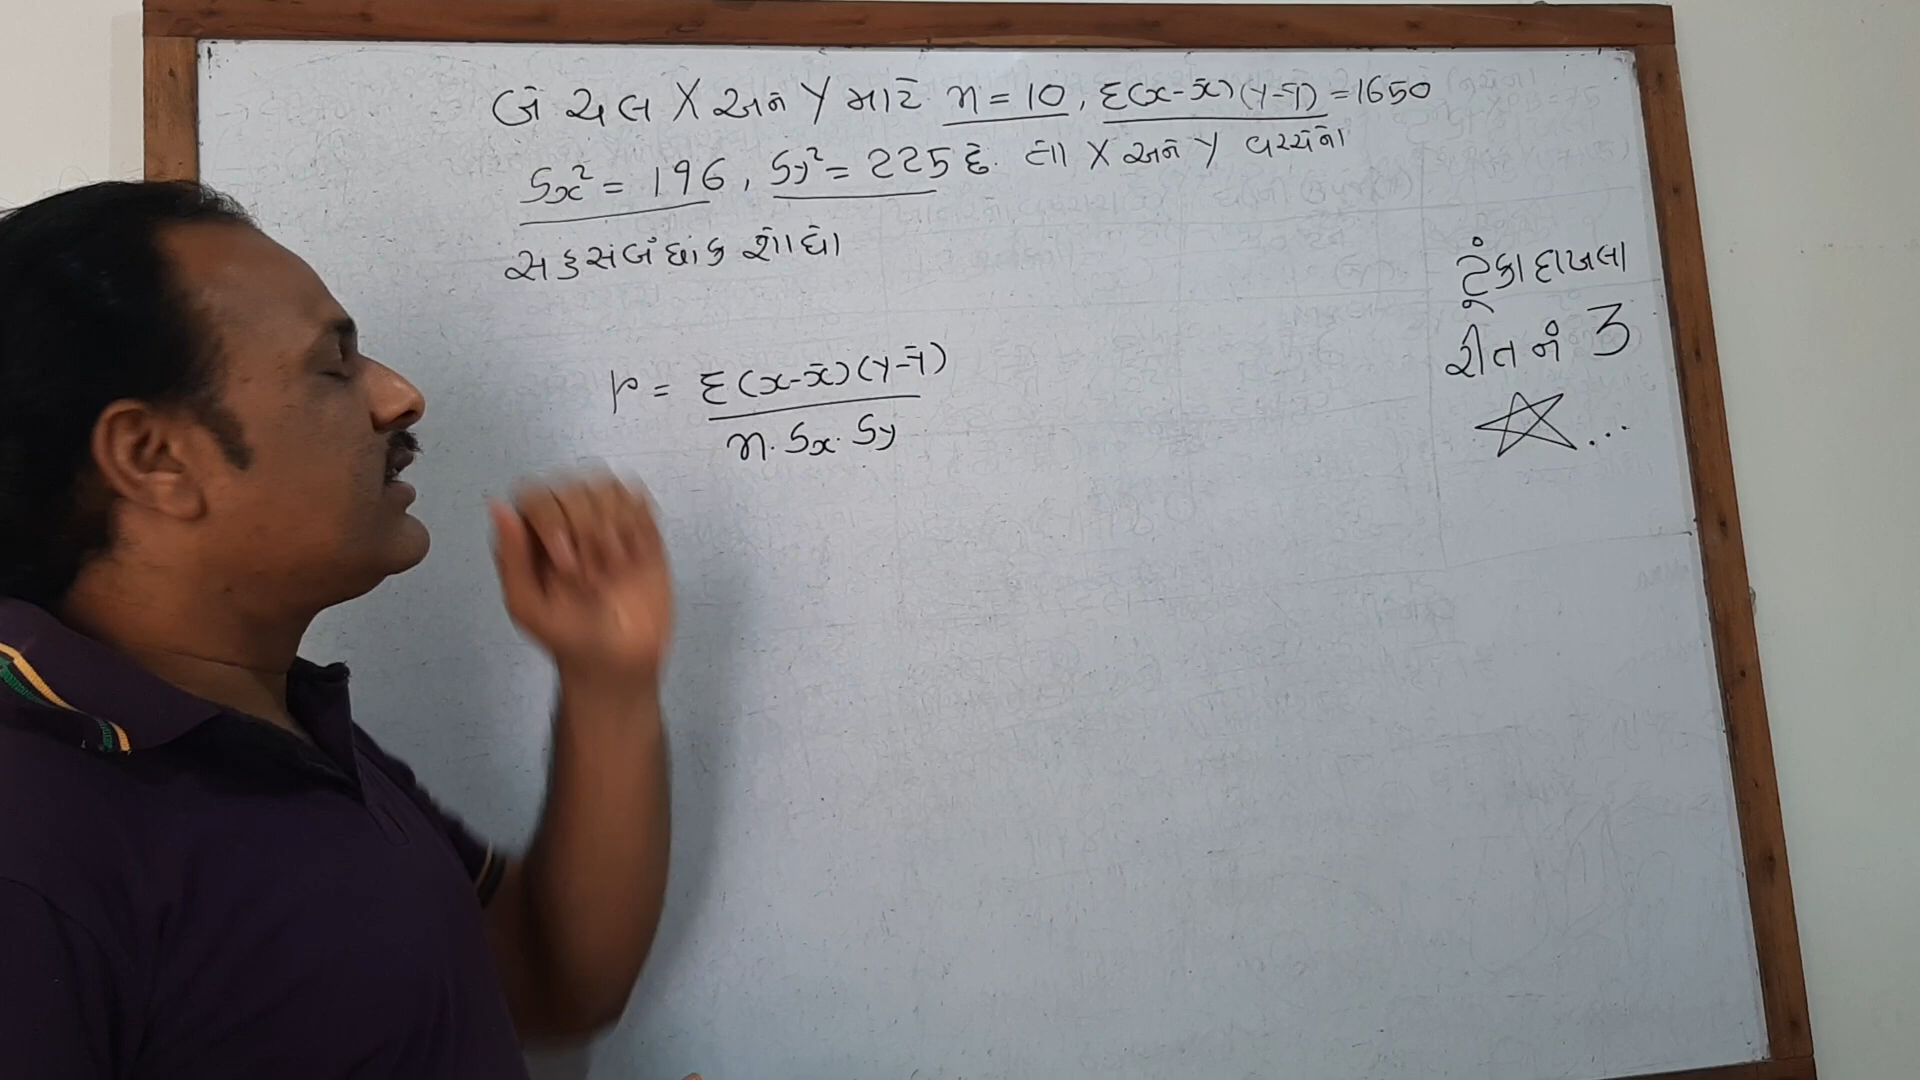 બે ચલ X અને Y માટે n = 10, Σ(x-x̄)(y-ȳ) = 1650
Sx² = 196, Sy² = 225 છે. તો X અને Y વચ્ચેનો
સહસંબંધાંક શોધો
r = Σ(x-x̄)(y-ȳ)
n. Sx. Sy
ટૂંકા દાખલા
રીત નં 3
...